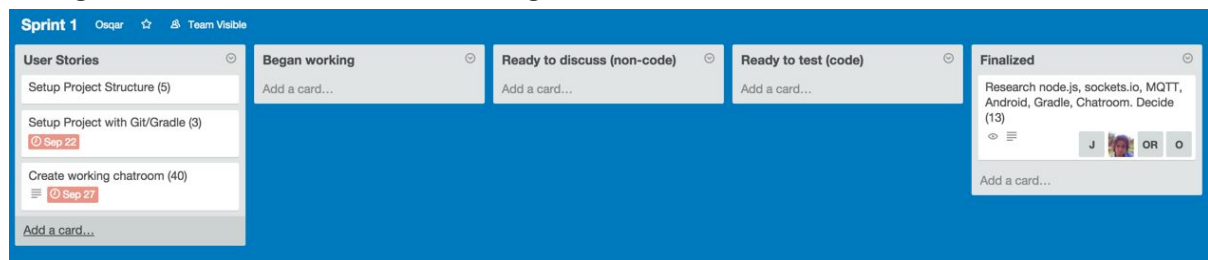 Sprint 1 Osqar Team Visible
User Stories
Setup Project Structure (5)
Setup Project with Git/Gradle (3)
Sep 22
Create working chatroom (40)
Sep 27
Add a card...
Began working
Add a card...
Ready to discuss (non-code)
Add a card...
Ready to test (code)
Add a card...
Finalized
Research node.js, sockets.io, MQTT,
Android, Gradle, Chatroom. Decide
(13)
J OR O
Add a card...